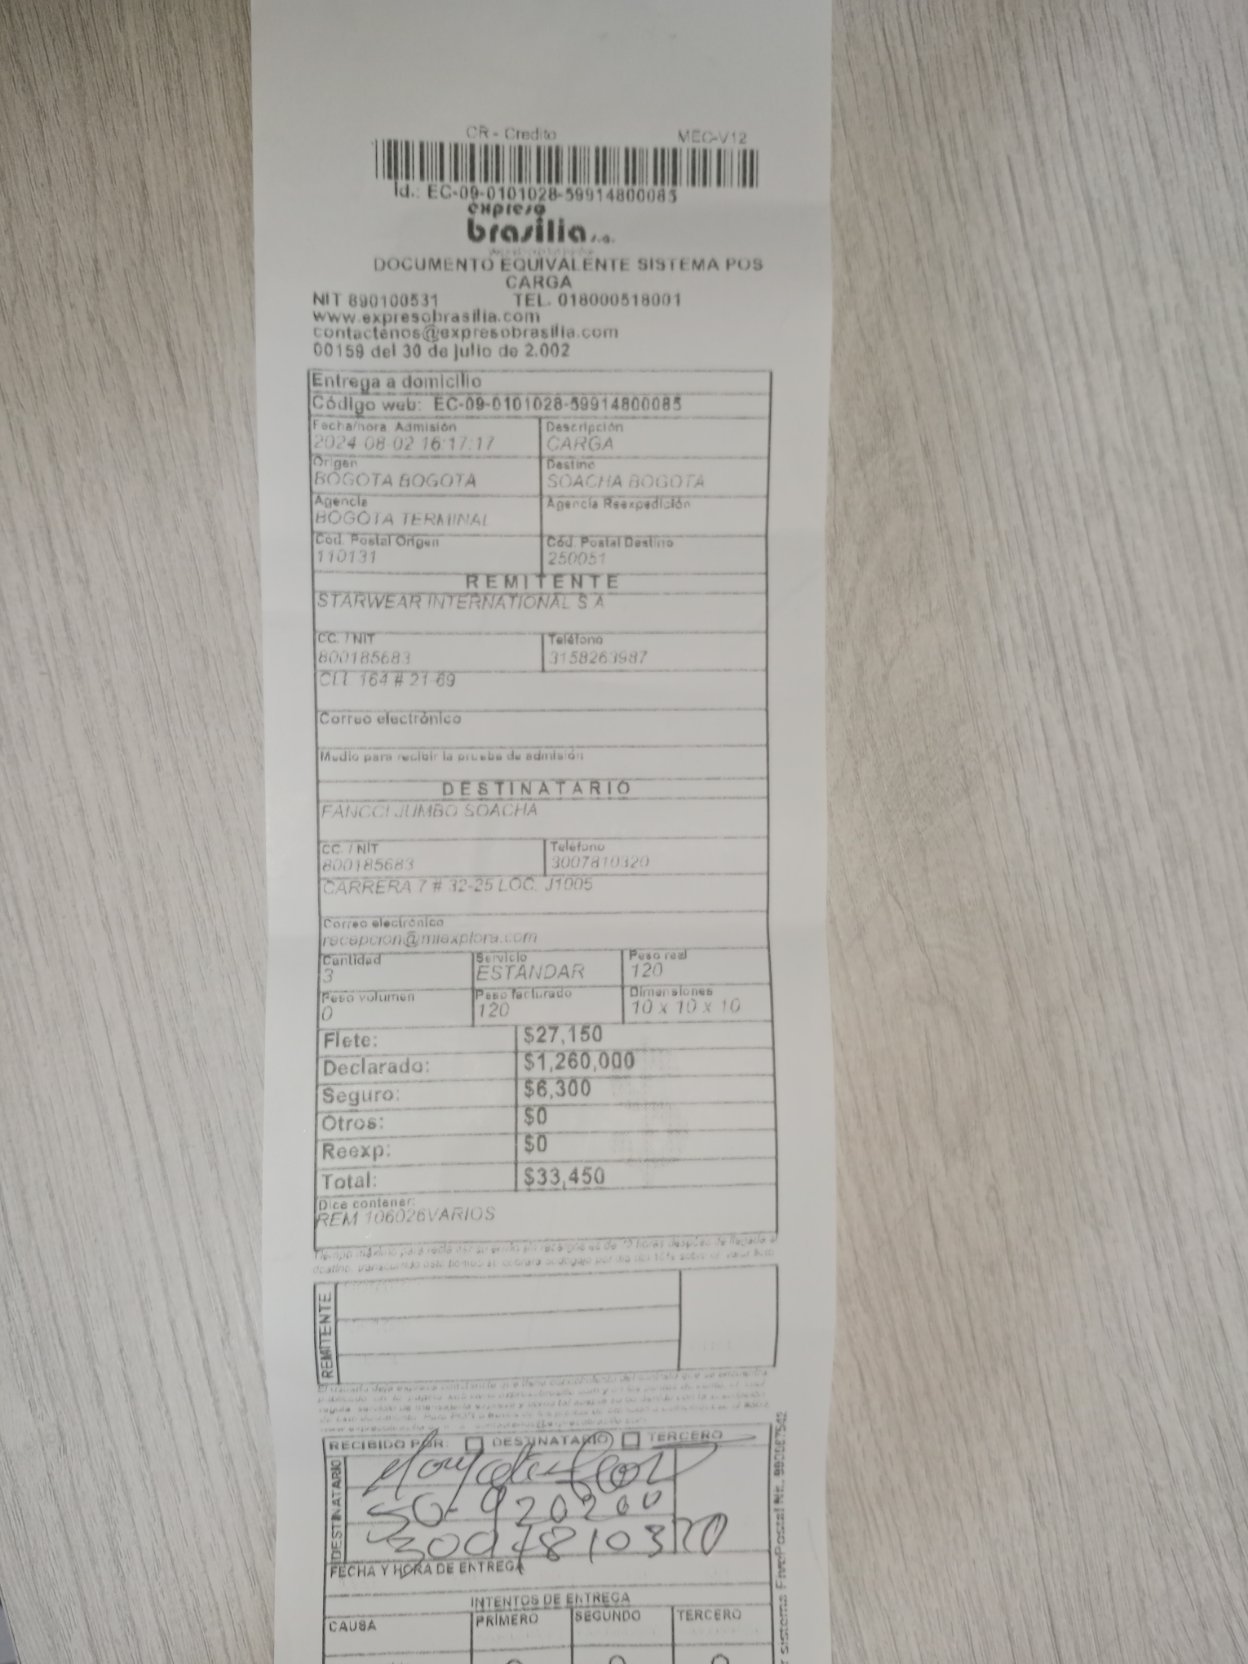 CR - Credito MEC-V12
Id.: EC-09-0101028-59914800085
expreso
brasilia s.a.
DOCUMENTO EQUIVALENTE SISTEMA POS
CARGA
NIT 890100531 TEL. 018000518001
www.expresobrasilia.com
contactenos@expresobrasilia.com
00159 del 30 de julio de 2.002
Entrega a domicilio
Código web: EC-09-0101028-59914800085
Fecha/hora Admisión Descripción
2024-08-02 16:17:17 CARGA
Origen Destino
BOGOTA BOGOTA SOACHA BOGOTA
Agencia Agencia Reexpedición
BOGOTA TERMINAL
Cód. Postal Origen Cód. Postal Destino
110131 250051
REMITENTE
STARWEAR INTERNATIONAL S A
CC. / NIT Teléfono
800185683 3158263987
CLL 164 # 21-69
Correo electrónico
Medio para recibir la prueba de admisión
DESTINATARIO
FANCCI JUMBO SOACHA
CC. / NIT Teléfono
800185683 3007810320
CARRERA 7 # 32-25 LOC. J1005
Correo electrónico
recepcion@miexplora.com
Cantidad Servicio Peso real
3 ESTANDAR 120
Peso volumen Peso facturado Dimensiones
0 120 10 x 10 x 10
Flete: $27,150
Declarado: $1,260,000
Seguro: $6,300
Otros: $0
Reexp: $0
Total: $33,450
Dice contener:
REM 106026VARIOS
REMITENTE
RECIBIDO POR: DESTINATARIO TERCERO
DESTINATARIO
3007810320
FECHA Y HORA DE ENTREGA
INTENTOS DE ENTREGA
CAUSA PRIMERO SEGUNDO TERCERO